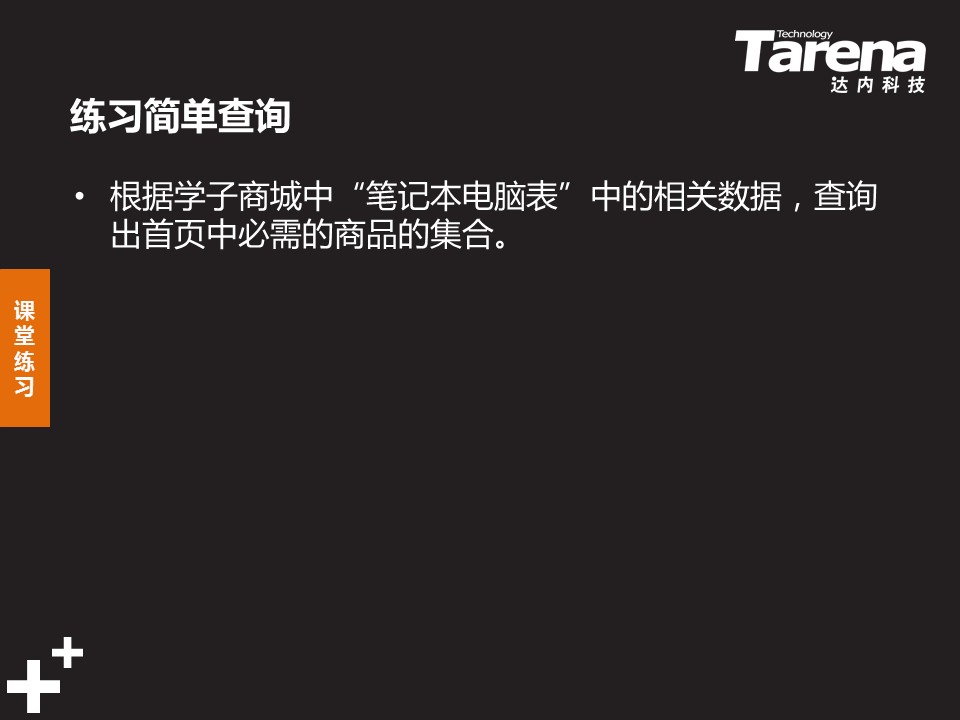 Technology
Tarena
达内科技
练习简单查询
• 根据学子商城中“笔记本电脑表”中的相关数据，查询
出首页中必需的商品的集合。
课
堂
练
习